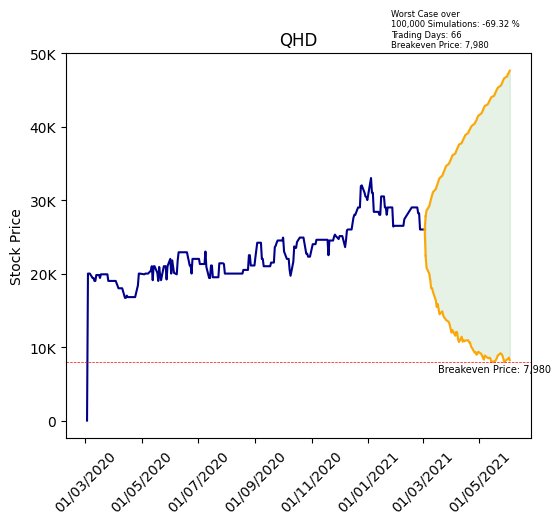 Worst Case over
100,000 Simulations: -69.32 %
Trading Days: 66
Breakeven Price: 7,980
QHD
50K
40K
30K
20K
10K
0
Stock Price
Breakeven Price: 7,980
01/03/2020
01/05/2020
01/07/2020
01/09/2020
01/11/2020
01/01/2021
01/03/2021
01/05/2021